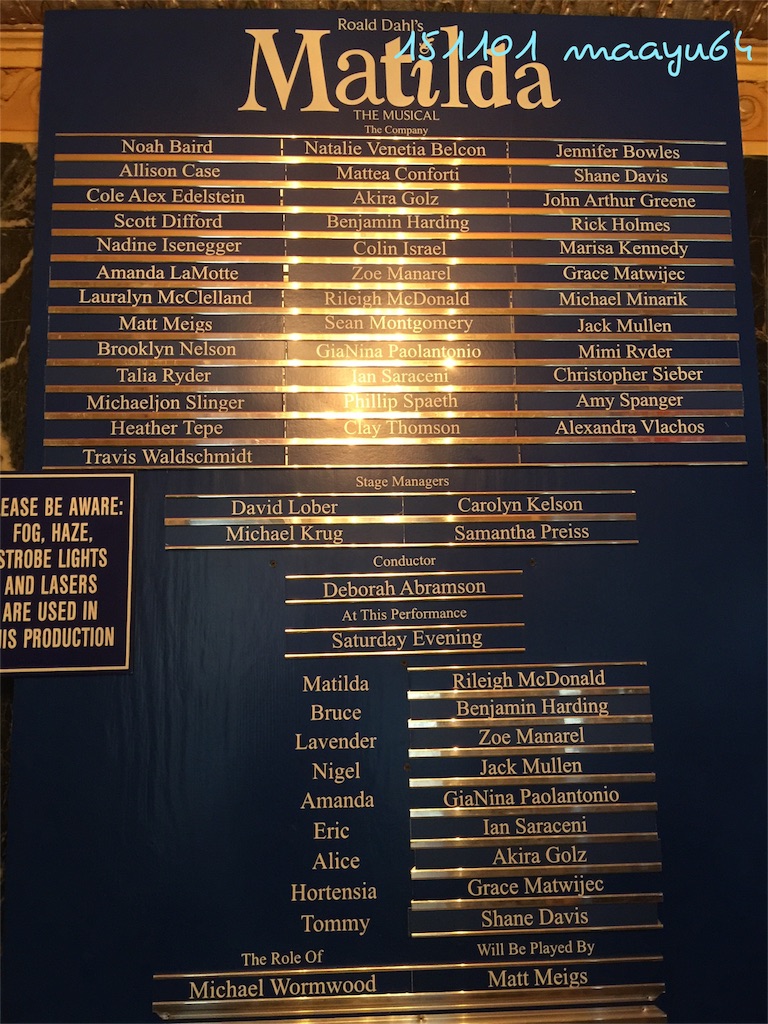 Roald Dahl's
151101 maayu64
Matilda
THE MUSICAL
The Company
Noah Baird Natalie Venetia Belcon Jennifer Bowles
Allison Case Mattea Conforti Shane Davis
Cole Alex Edelstein Akira Golz John Arthur Greene
Scott Difford Benjamin Harding Rick Holmes
Nadine Isenegger Colin Israel Marisa Kennedy
Amanda LaMotte Zoe Manarel Grace Matwijec
Lauralyn McClelland Rileigh McDonald Michael Minarik
Matt Meigs Sean Montgomery Jack Mullen
Brooklyn Nelson GiaNina Paolantonio Mimi Ryder
Talia Ryder Ian Saraceni Christopher Sieber
Michaeljon Slinger Phillip Spaeth Amy Spanger
Heather Tepe Clay Thomson Alexandra Vlachos
Travis Waldschmidt
Stage Managers
David Lober Carolyn Kelson
Michael Krug Samantha Preiss
Conductor
Deborah Abramson
At This Performance
Saturday Evening
EASE BE AWARE:
FOG, HAZE,
STROBE LIGHTS
AND LASERS
ARE USED IN
IS PRODUCTION
Matilda Rileigh McDonald
Bruce Benjamin Harding
Lavender Zoe Manarel
Nigel Jack Mullen
Amanda GiaNina Paolantonio
Eric Ian Saraceni
Alice Akira Golz
Hortensia Grace Matwijec
Tommy Shane Davis
The Role Of Will Be Played By
Michael Wormwood Matt Meigs